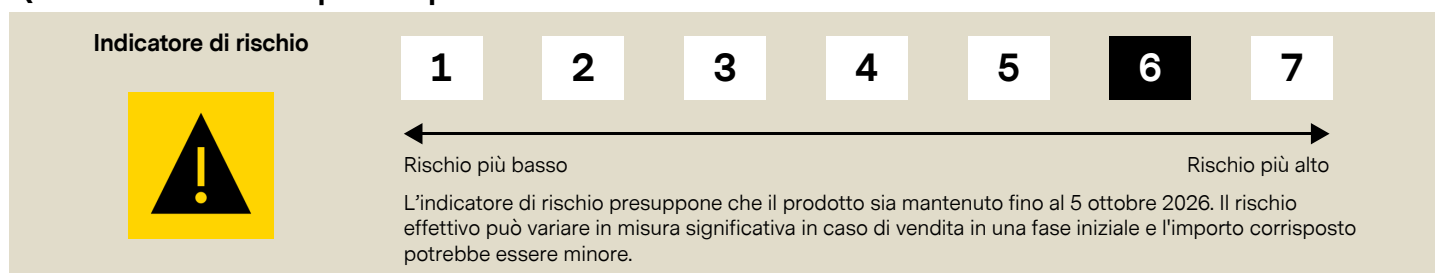 Indicatore di rischio
1 2 3 4 5 6 7
Rischio più basso Rischio più alto
L'indicatore di rischio presuppone che il prodotto sia mantenuto fino al 5 ottobre 2026. Il rischio
effettivo può variare in misura significativa in caso di vendita in una fase iniziale e l'importo corrisposto
potrebbe essere minore.